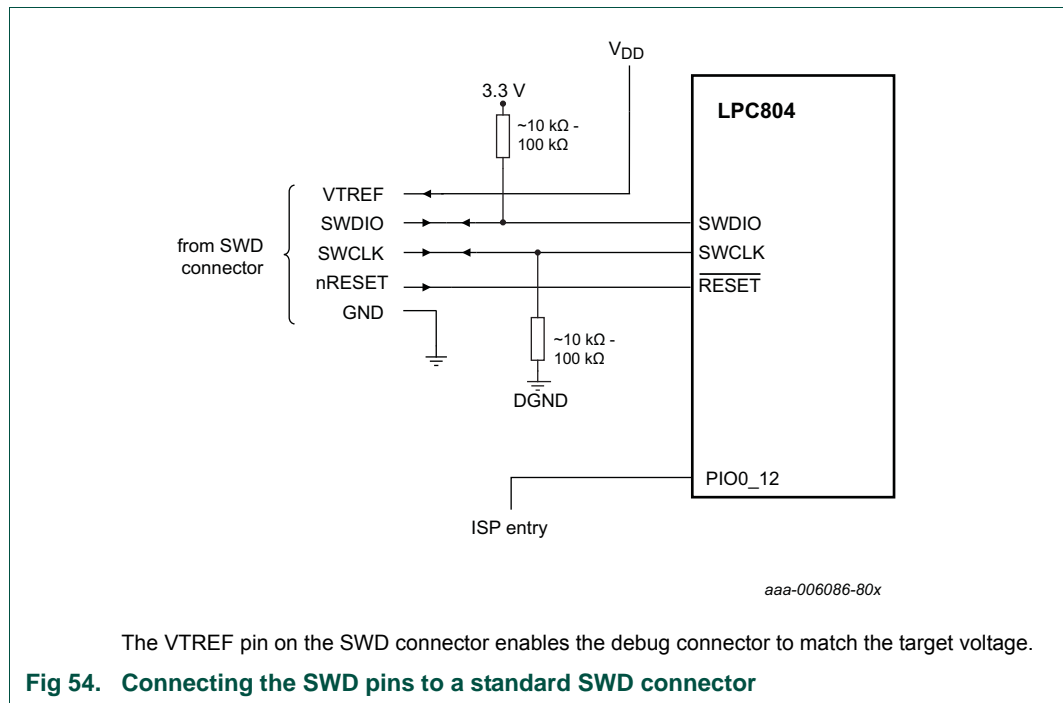 VDD
3.3 V
~10 kΩ -
100 kΩ
LPC804
VTREF
SWDIO
SWCLK
nRESET
GND
from SWD
connector
SWDIO
SWCLK
RESET
~10 kΩ -
100 kΩ
DGND
PIO0_12
ISP entry
aaa-006086-80x
The VTREF pin on the SWD connector enables the debug connector to match the target voltage.
Fig 54. Connecting the SWD pins to a standard SWD connector